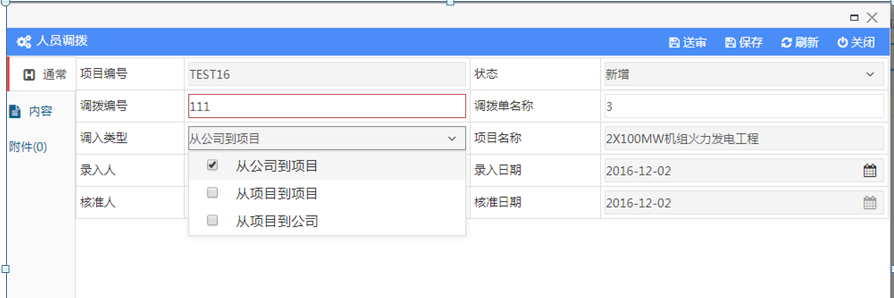 人员调拨 送审 保存 刷新 关闭
通常 项目编号 TEST16 状态 新增
内容 调拨编号 111 调拨单名称 3
附件(0) 调入类型 从公司到项目 项目名称 2X100MW机组火力发电工程
录入人 从公司到项目 录入日期 2016-12-02
从项目到项目
核准人 从项目到公司 核准日期 2016-12-02